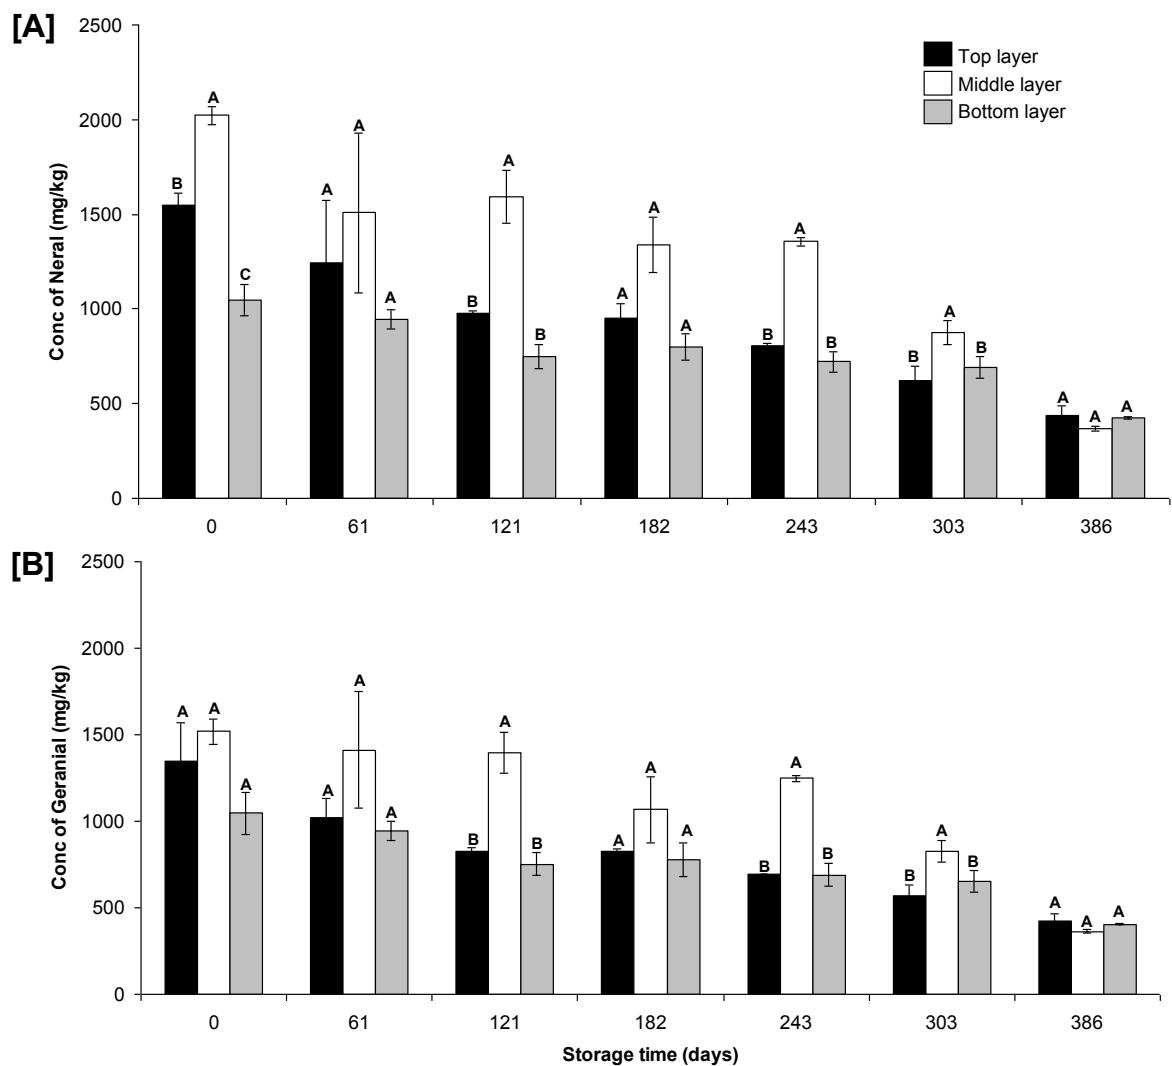 [A]
2500
2000
1500
1000
500
0
Conc of Neral (mg/kg)
Top layer
Middle layer
Bottom layer
B A C
A A A
B A B
A A A
B A B
B A B
A A A
0 61 121 182 243 303 386
[B]
2500
2000
1500
1000
500
0
Conc of Geranial (mg/kg)
A A A
A A A
B A B
A A A
B A B
B A B
A A A
0 61 121 182 243 303 386
Storage time (days)